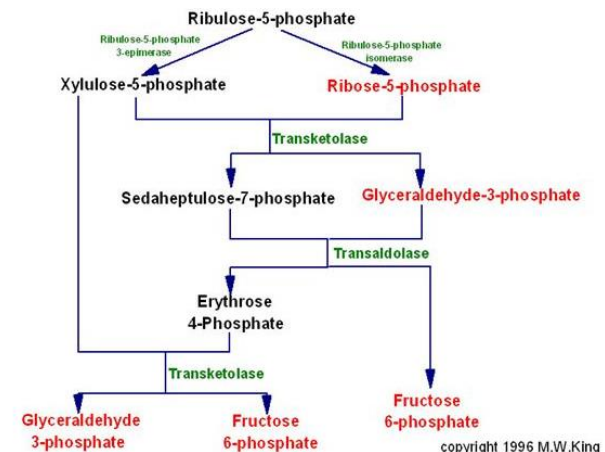 Ribulose-5-phosphate
Ribulose-5-phosphate
3-epimerase
Ribulose-5-phosphate
isomerase
Xylulose-5-phosphate
Ribose-5-phosphate
Transketolase
Sedaheptulose-7-phosphate
Glyceraldehyde-3-phosphate
Transaldolase
Erythrose
4-Phosphate
Transketolase
Glyceraldehyde
3-phosphate
Fructose
6-phosphate
Fructose
6-phosphate
copyright 1996 M.W.King